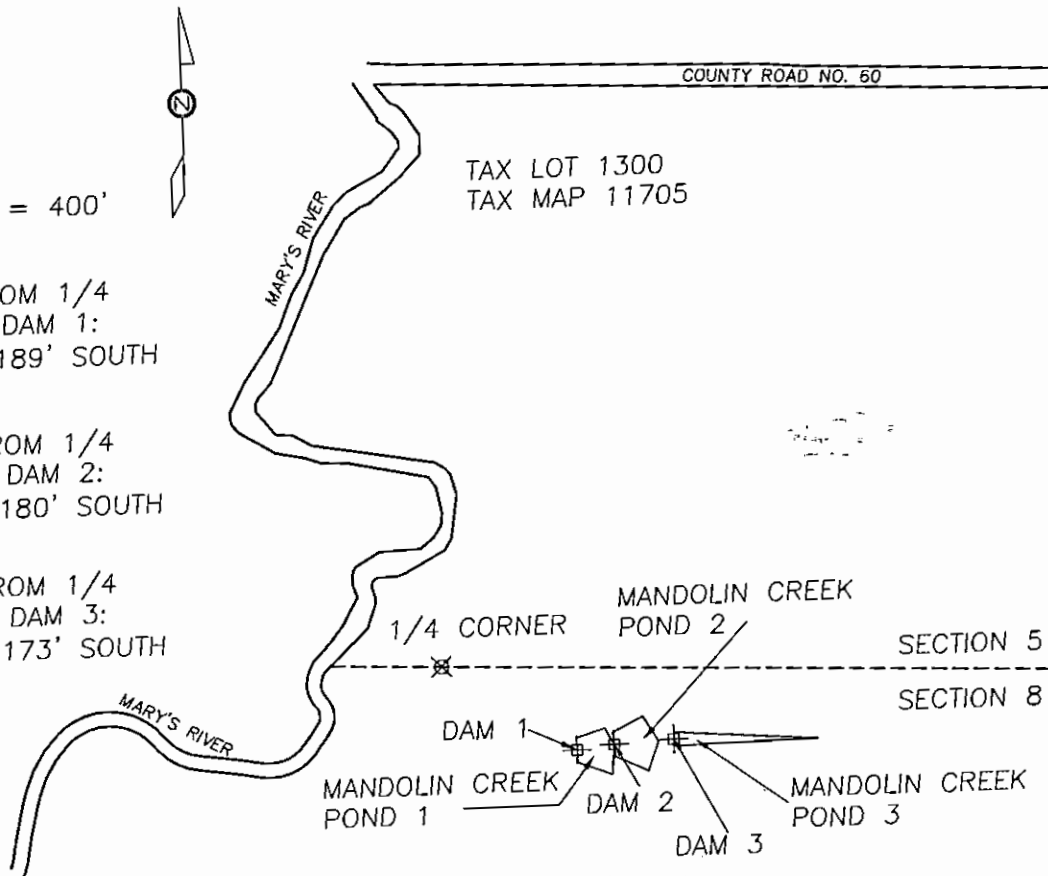 COUNTY ROAD NO. 60
Z
TAX LOT 1300
TAX MAP 11705
= 400'
MARY'S RIVER
OM 1/4
DAM 1:
189' SOUTH
ROM 1/4
DAM 2:
180' SOUTH
ROM 1/4
DAM 3:
173' SOUTH
MANDOLIN CREEK
POND 2
1/4 CORNER
SECTION 5
SECTION 8
MARY'S RIVER
DAM 1
MANDOLIN CREEK
POND 1
DAM 2
MANDOLIN CREEK
POND 3
DAM 3